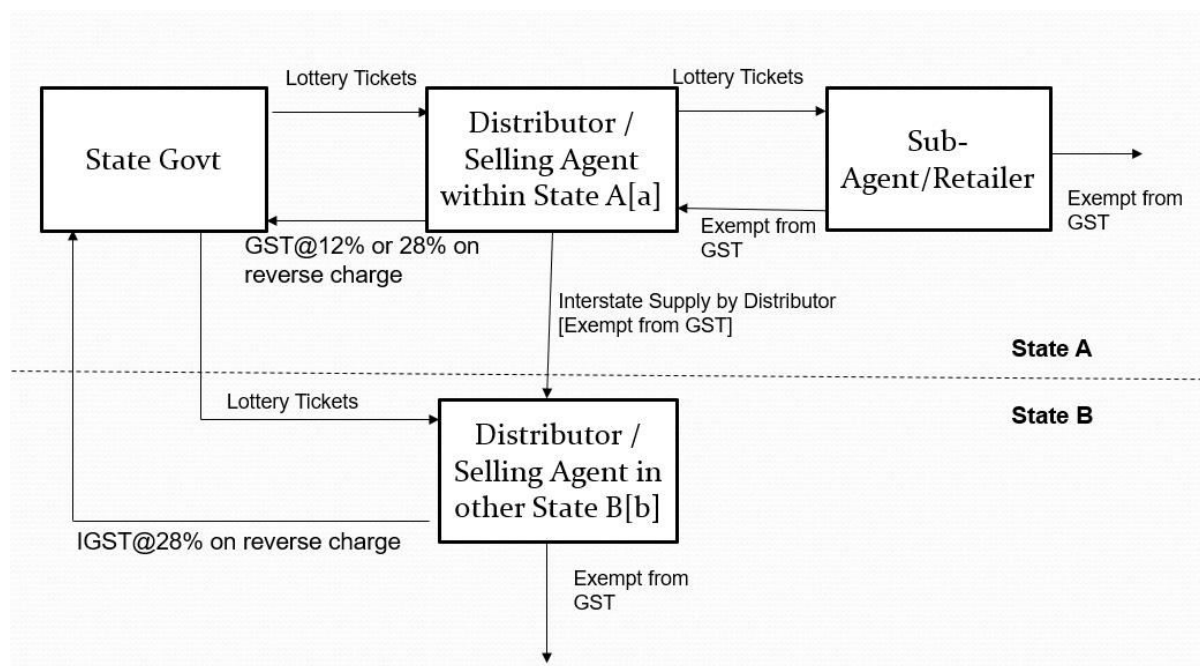 Lottery Tickets
Lottery Tickets
State Govt
Distributor /
Selling Agent
within State A[a]
Sub-
Agent/Retailer
Exempt from
GST
Exempt from
GST
GST@12% or 28% on
reverse charge
Interstate Supply by Distributor
[Exempt from GST]
State A
State B
Lottery Tickets
Distributor /
Selling Agent in
other State B[b]
IGST@28% on reverse charge
Exempt from
GST